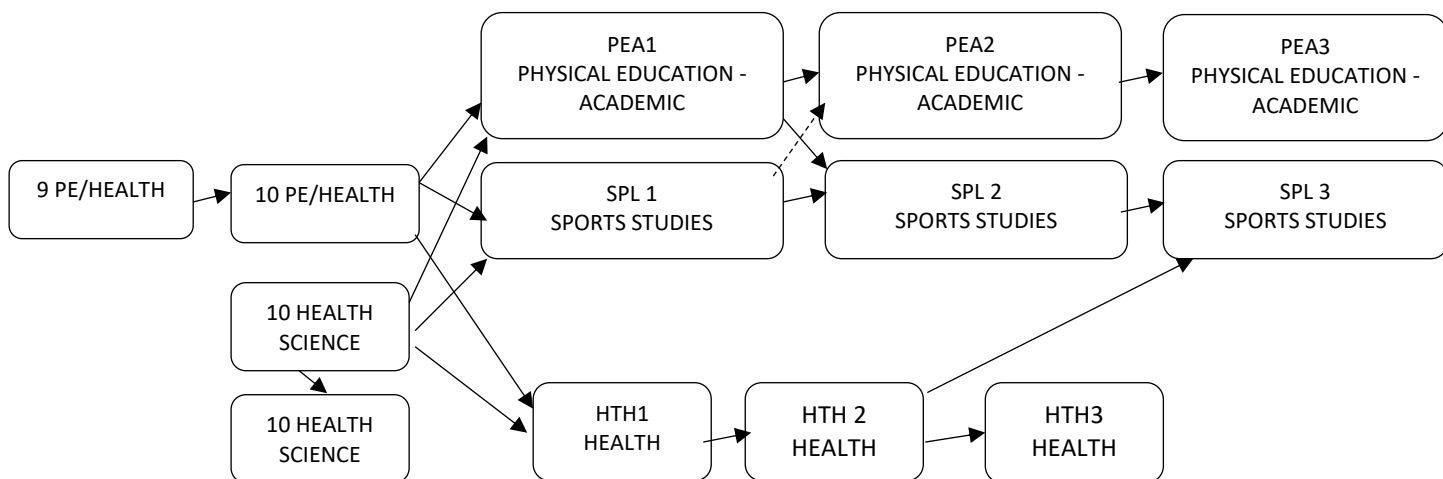 PEA1
PHYSICAL EDUCATION -
ACADEMIC
PEA2
PHYSICAL EDUCATION -
ACADEMIC
PEA3
PHYSICAL EDUCATION -
ACADEMIC
9 PE/HEALTH
10 PE/HEALTH
SPL 1
SPORTS STUDIES
SPL 2
SPORTS STUDIES
SPL 3
SPORTS STUDIES
10 HEALTH
SCIENCE
10 HEALTH
SCIENCE
HTH1
HEALTH
HTH 2
HEALTH
HTH3
HEALTH